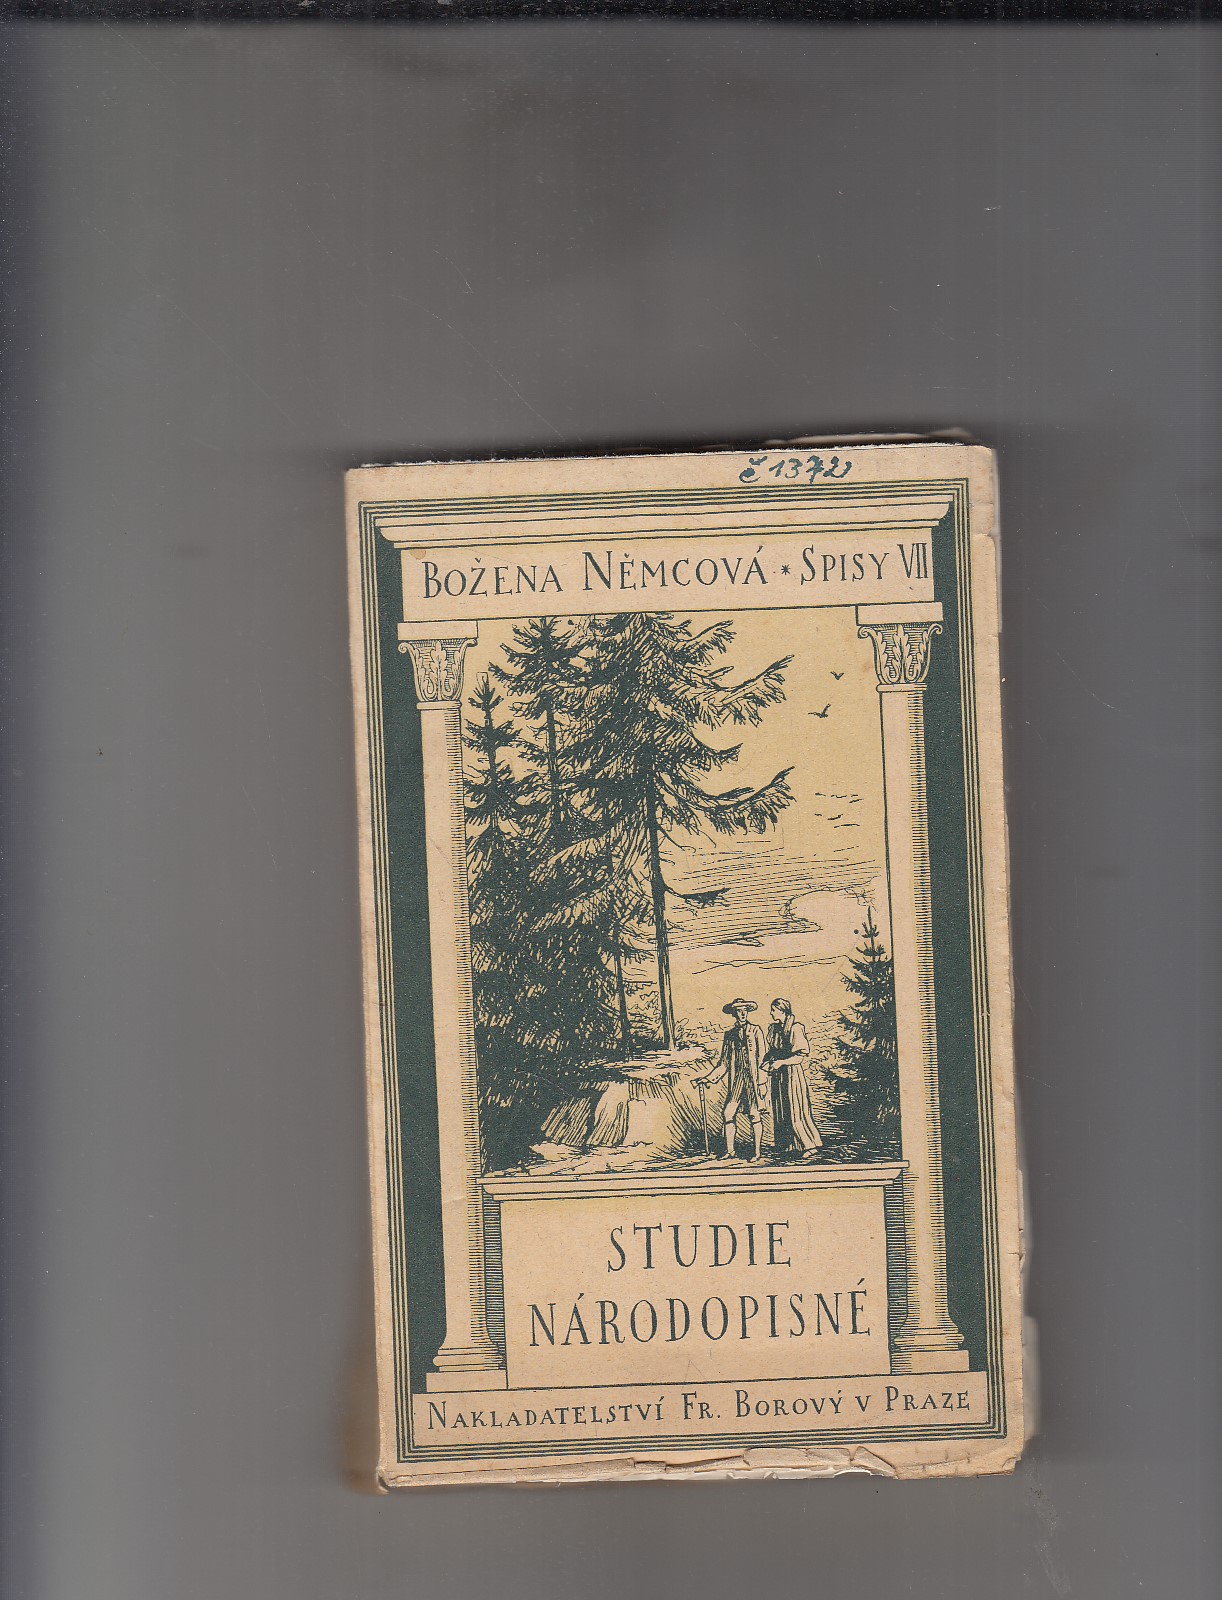 č 1372
BOŽENA NĚMCOVÁ * SPISY VII
STUDIE
NÁRODOPISNÉ
NAKLADATELSTVÍ FR. BOROVÝ V PRAZE